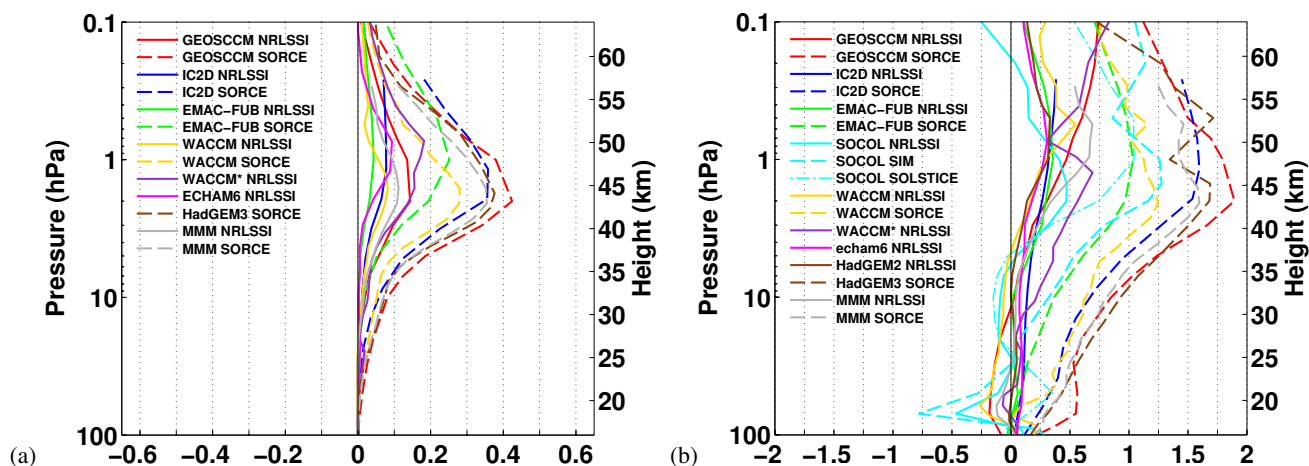 0.1
1
10
100
Pressure (hPa)
GEOSCCM NRLSSI
GEOSCCM SORCE
IC2D NRLSSI
IC2D SORCE
EMAC−FUB NRLSSI
EMAC−FUB SORCE
WACCM NRLSSI
WACCM SORCE
WACCM* NRLSSI
ECHAM6 NRLSSI
HadGEM3 SORCE
MMM NRLSSI
MMM SORCE
60
55
50
45
40
35
30
25
20
Height (km)
−0.6 −0.4 −0.2 0 0.2 0.4 0.6
(a)
0.1
1
10
100
Pressure (hPa)
GEOSCCM NRLSSI
GEOSCCM SORCE
IC2D NRLSSI
IC2D SORCE
EMAC−FUB NRLSSI
EMAC−FUB SORCE
SOCOL NRLSSI
SOCOL SIM
SOCOL SOLSTICE
WACCM NRLSSI
WACCM SORCE
WACCM* NRLSSI
echam6 NRLSSI
HadGEM2 NRLSSI
HadGEM3 SORCE
MMM NRLSSI
MMM SORCE
60
55
50
45
40
35
30
25
20
Height (km)
−2 −1.5 −1 −0.5 0 0.5 1 1.5 2
(b)